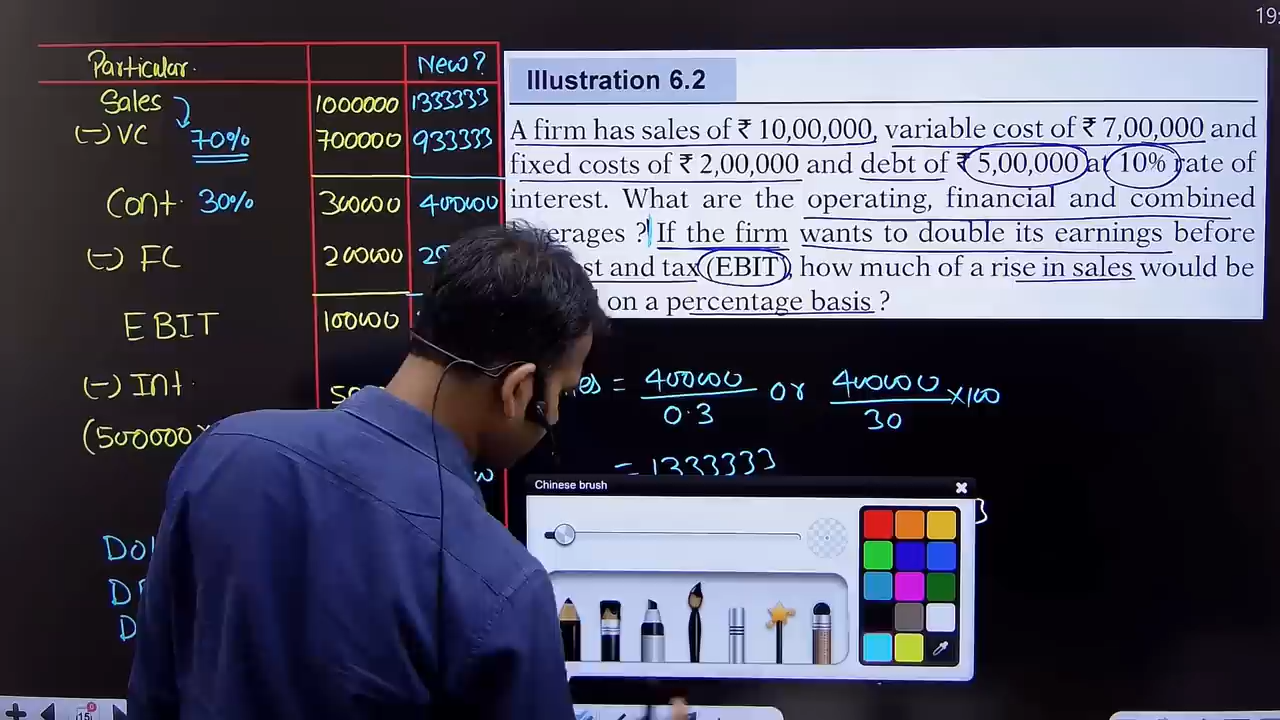 19:
Particular. New?
Sales 1000000 1333333
(-) VC 70% 700000 933333
Cont. 30% 300000 400000
(-) FC 200000
EBIT 100000
(-) Int.
(500000
Illustration 6.2
A firm has sales of ₹ 10,00,000, variable cost of ₹ 7,00,000 and
fixed costs of ₹ 2,00,000 and debt of ₹ 5,00,000 at 10% rate of
interest. What are the operating, financial and combined
?If the firm wants to double its earnings before
and tax (EBIT), how much of a rise in sales would be
on a percentage basis ?
= 400000 / 0.3 or 400000 / 30 ×100
= 1333333
Chinese brush
15